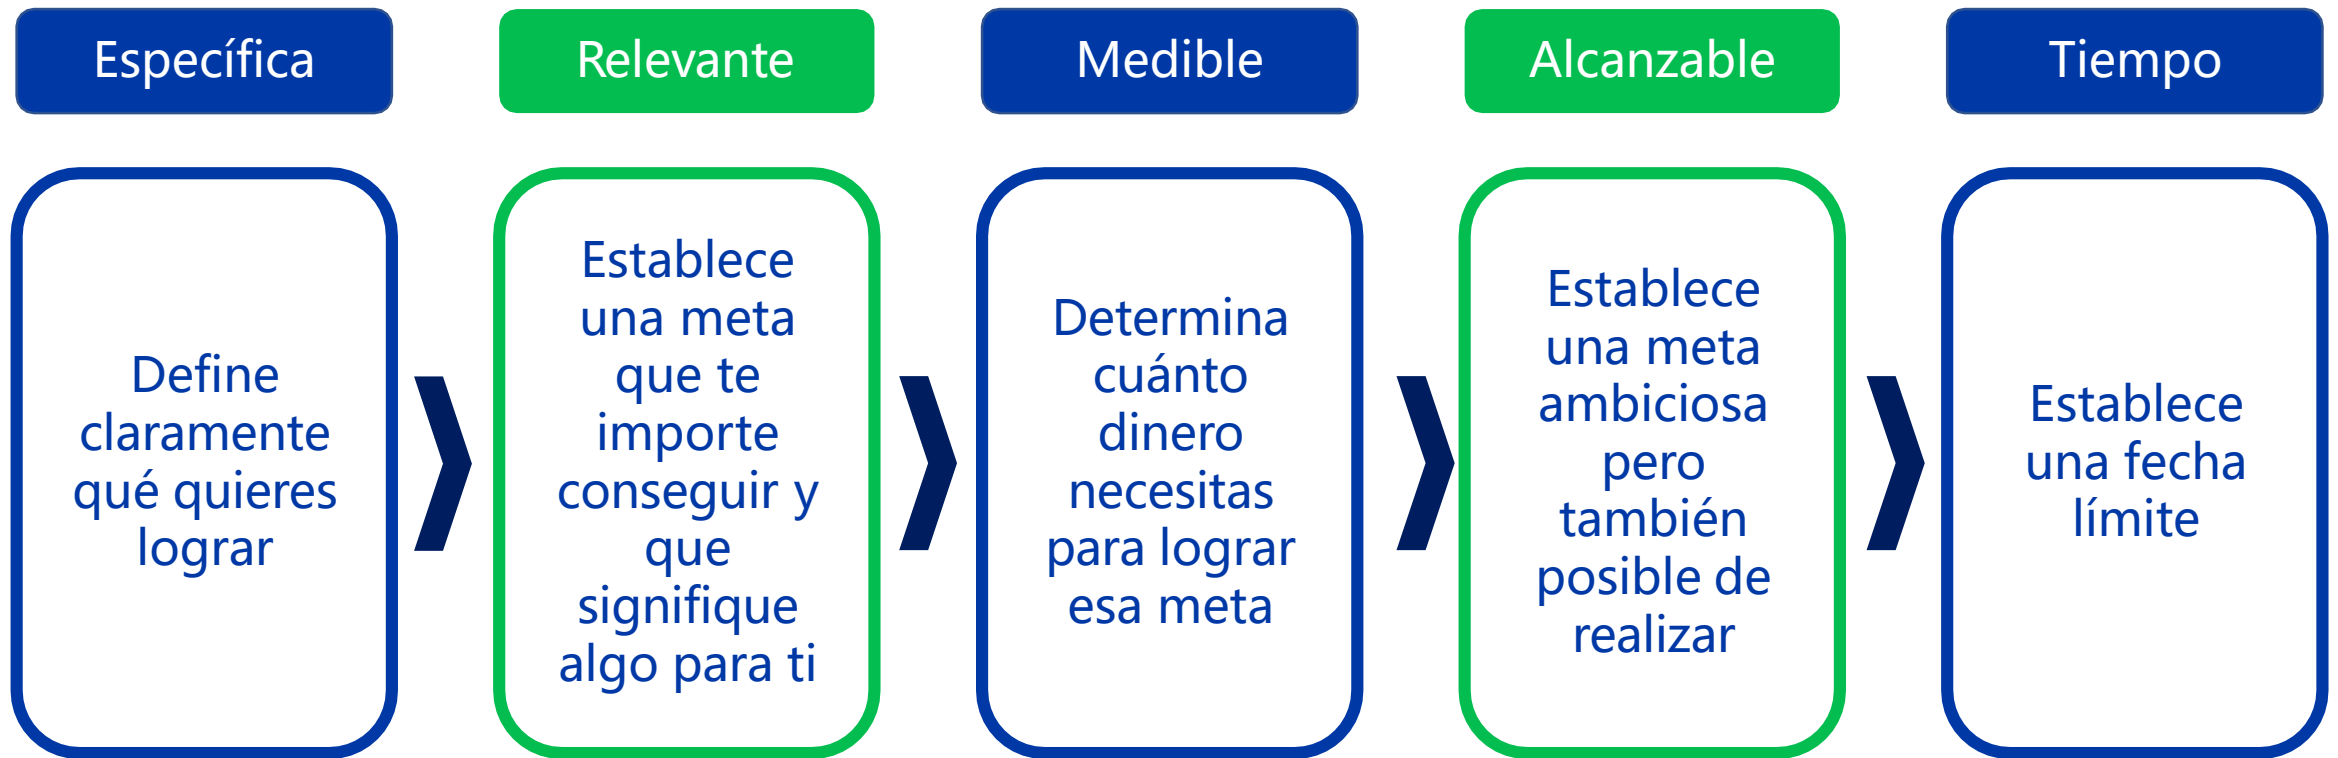 Específica
Relevante
Medible
Alcanzable
Tiempo
Define
claramente
qué quieres
lograr
Establece
una meta
que te
importe
conseguir y
que
signifique
algo para ti
Determina
cuánto
dinero
necesitas
para lograr
esa meta
Establece
una meta
ambiciosa
pero
también
posible de
realizar
Establece
una fecha
límite